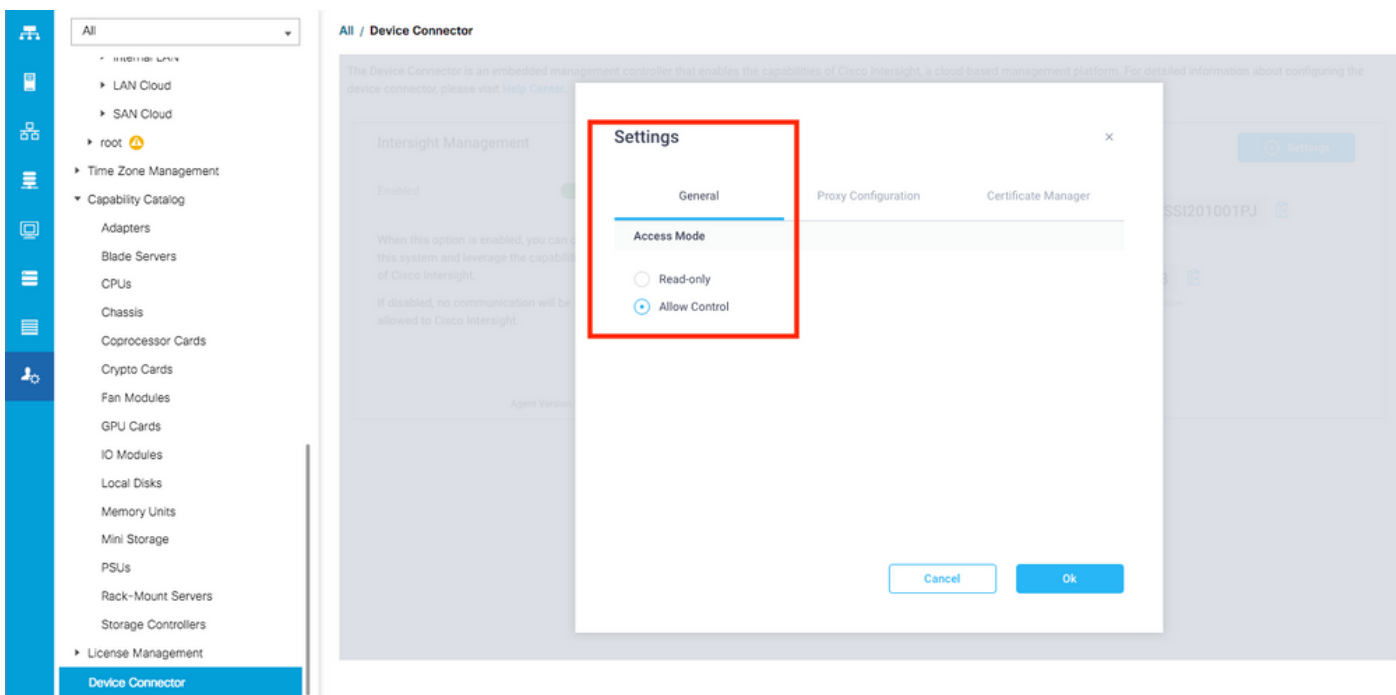 All
All / Device Connector
Internal LAN
LAN Cloud
SAN Cloud
root
Time Zone Management
Capability Catalog
Adapters
Blade Servers
CPUs
Chassis
Coprocessor Cards
Crypto Cards
Fan Modules
GPU Cards
IO Modules
Local Disks
Memory Units
Mini Storage
PSUs
Rack-Mount Servers
Storage Controllers
License Management
Device Connector
The Device Connector is an embedded management controller that enables the capabilities of Cisco Intersight, a cloud-based management platform. For detailed information about configuring the
device connector, please visit Help Center.
Intersight Management
Enabled
When this option is enabled, you can
this system and leverage the
of Cisco Intersight.
If disabled, no communication will be
allowed to Cisco Intersight.
Agent Version
Settings
SSI201001PJ
Settings
General
Proxy Configuration
Certificate Manager
Access Mode
Read-only
Allow Control
Cancel
Ok